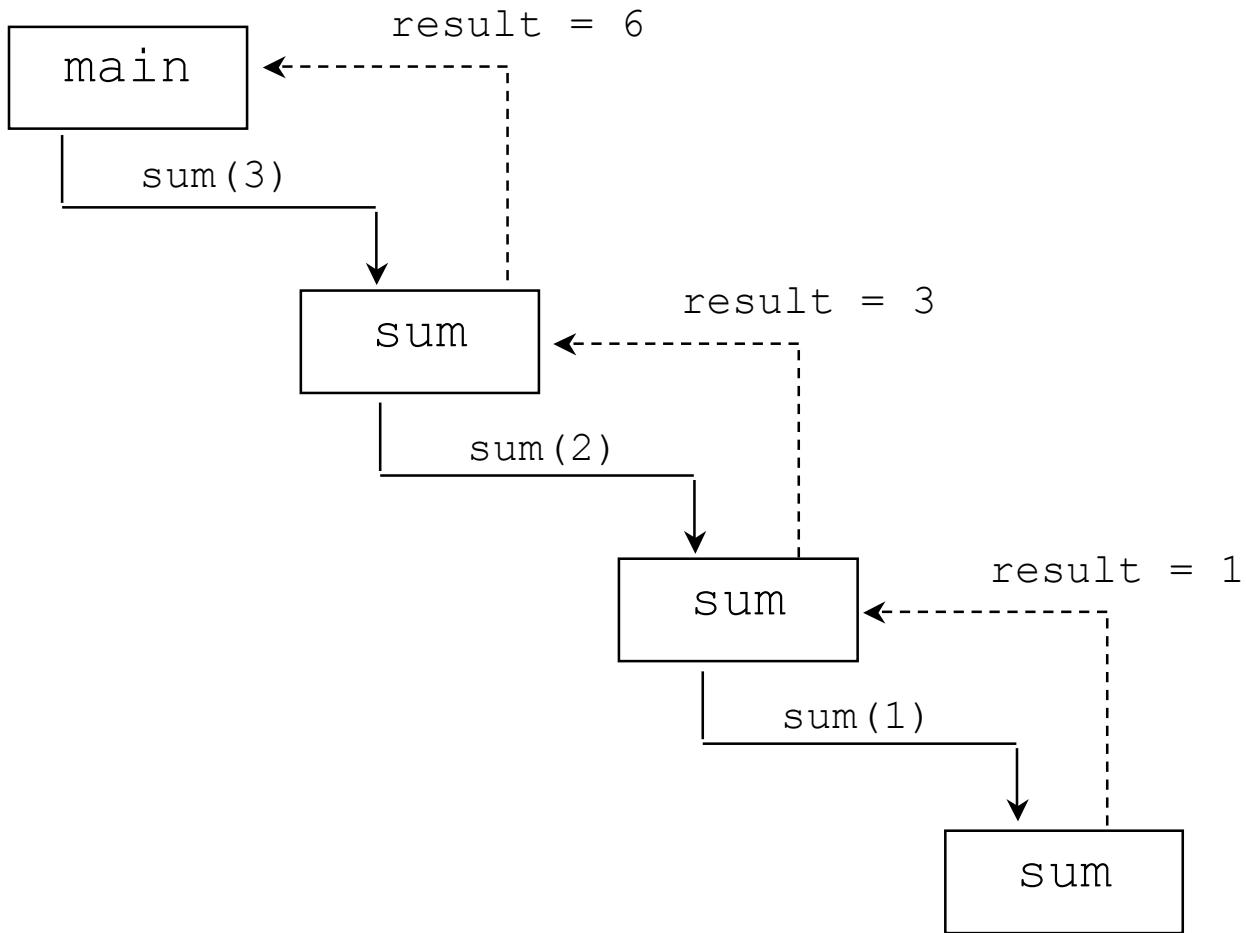 result = 6
main
sum(3)
result = 3
sum
sum(2)
result = 1
sum
sum(1)
sum